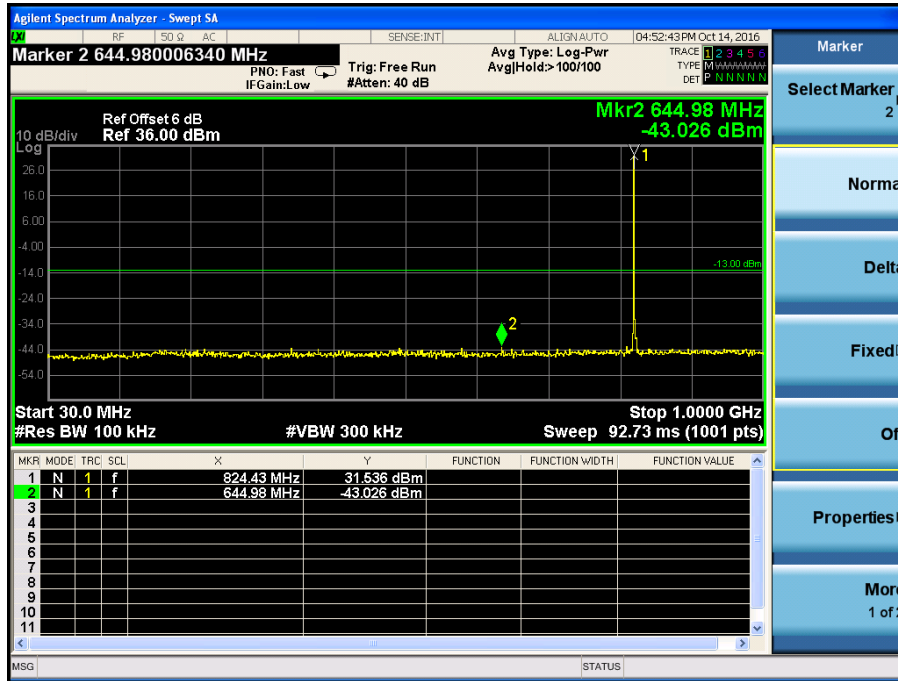 Agilent Spectrum Analyzer - Swept SA
LXI RF 50 Ω AC SENSE:INT ALIGN AUTO 04:52:43 PM Oct 14, 2016
Marker 2 644.980006340 MHz
PNO: Fast
IFGain:Low
Trig: Free Run
#Atten: 40 dB
Avg Type: Log-Pwr
Avg|Hold:>100/100
TRACE 1 2 3 4 5 6
TYPE M WWWWW
DET P N N N N N
Mkr2 644.98 MHz
-43.026 dBm
Ref Offset 6 dB
10 dB/div Ref 36.00 dBm
Log
1
26.0
16.0
6.00
-4.00
-13.00 dBm
-14.0
-24.0
-34.0
2
-44.0
-54.0
Start 30.0 MHz Stop 1.0000 GHz
#Res BW 100 kHz #VBW 300 kHz Sweep 92.73 ms (1001 pts)
MKR MODE TRC SCL X Y FUNCTION FUNCTION WIDTH FUNCTION VALUE
1 N 1 f 824.43 MHz 31.536 dBm
2 N 1 f 644.98 MHz -43.026 dBm
3
4
5
6
7
8
9
10
11
MSG STATUS
Marker
Select Marker
2
Norma
Delta
Fixed
Of
Properties
More
1 of 2